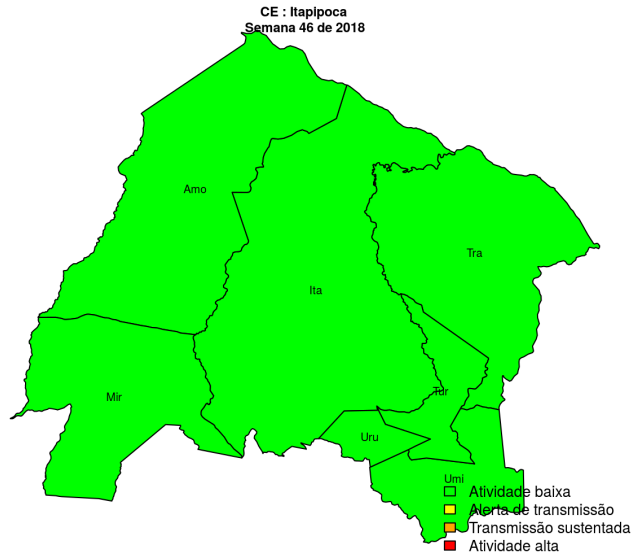 CE : Itapipoca
Semana 46 de 2018
Amo
Tra
Ita
Tur
Mir
Uru
Umi
Atividade baixa
Alerta de transmissão
Transmissão sustentada
Atividade alta